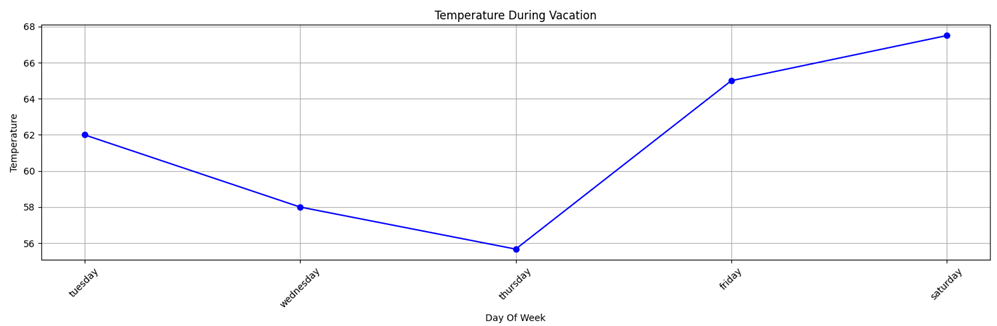 Temperature During Vacation
68
66
64
62
60
58
56
Temperature
tuesday
wednesday
thursday
friday
saturday
Day Of Week